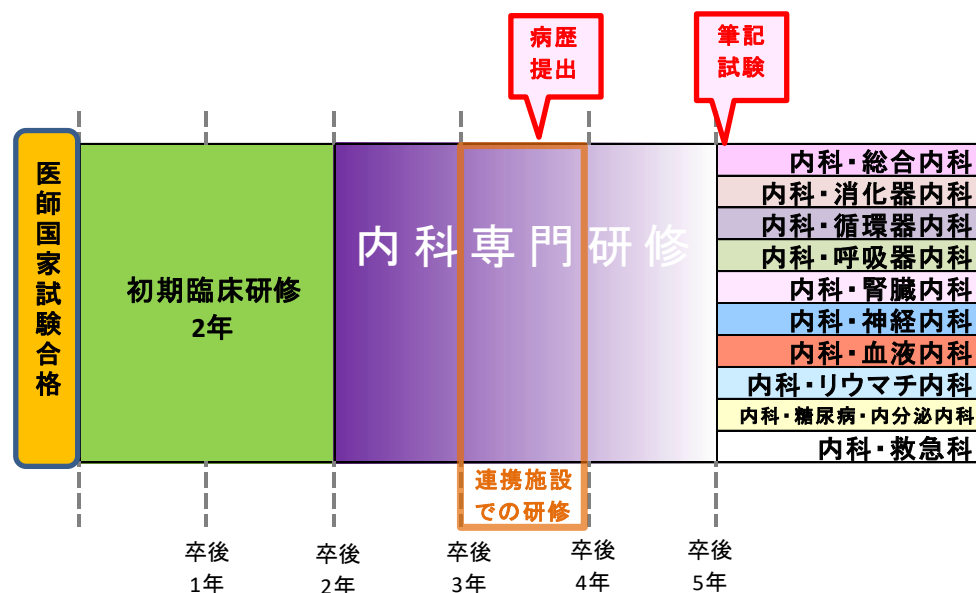 病歴
提出
筆記
試験
医師国家試験合格
初期臨床研修
2年
内科専門研修
内科・総合内科
内科・消化器内科
内科・循環器内科
内科・呼吸器内科
内科・腎臓内科
内科・神経内科
内科・血液内科
内科・リウマチ内科
内科・糖尿病・内分泌内科
内科・救急科
連携施設
での研修
卒後
1年
卒後
2年
卒後
3年
卒後
4年
卒後
5年